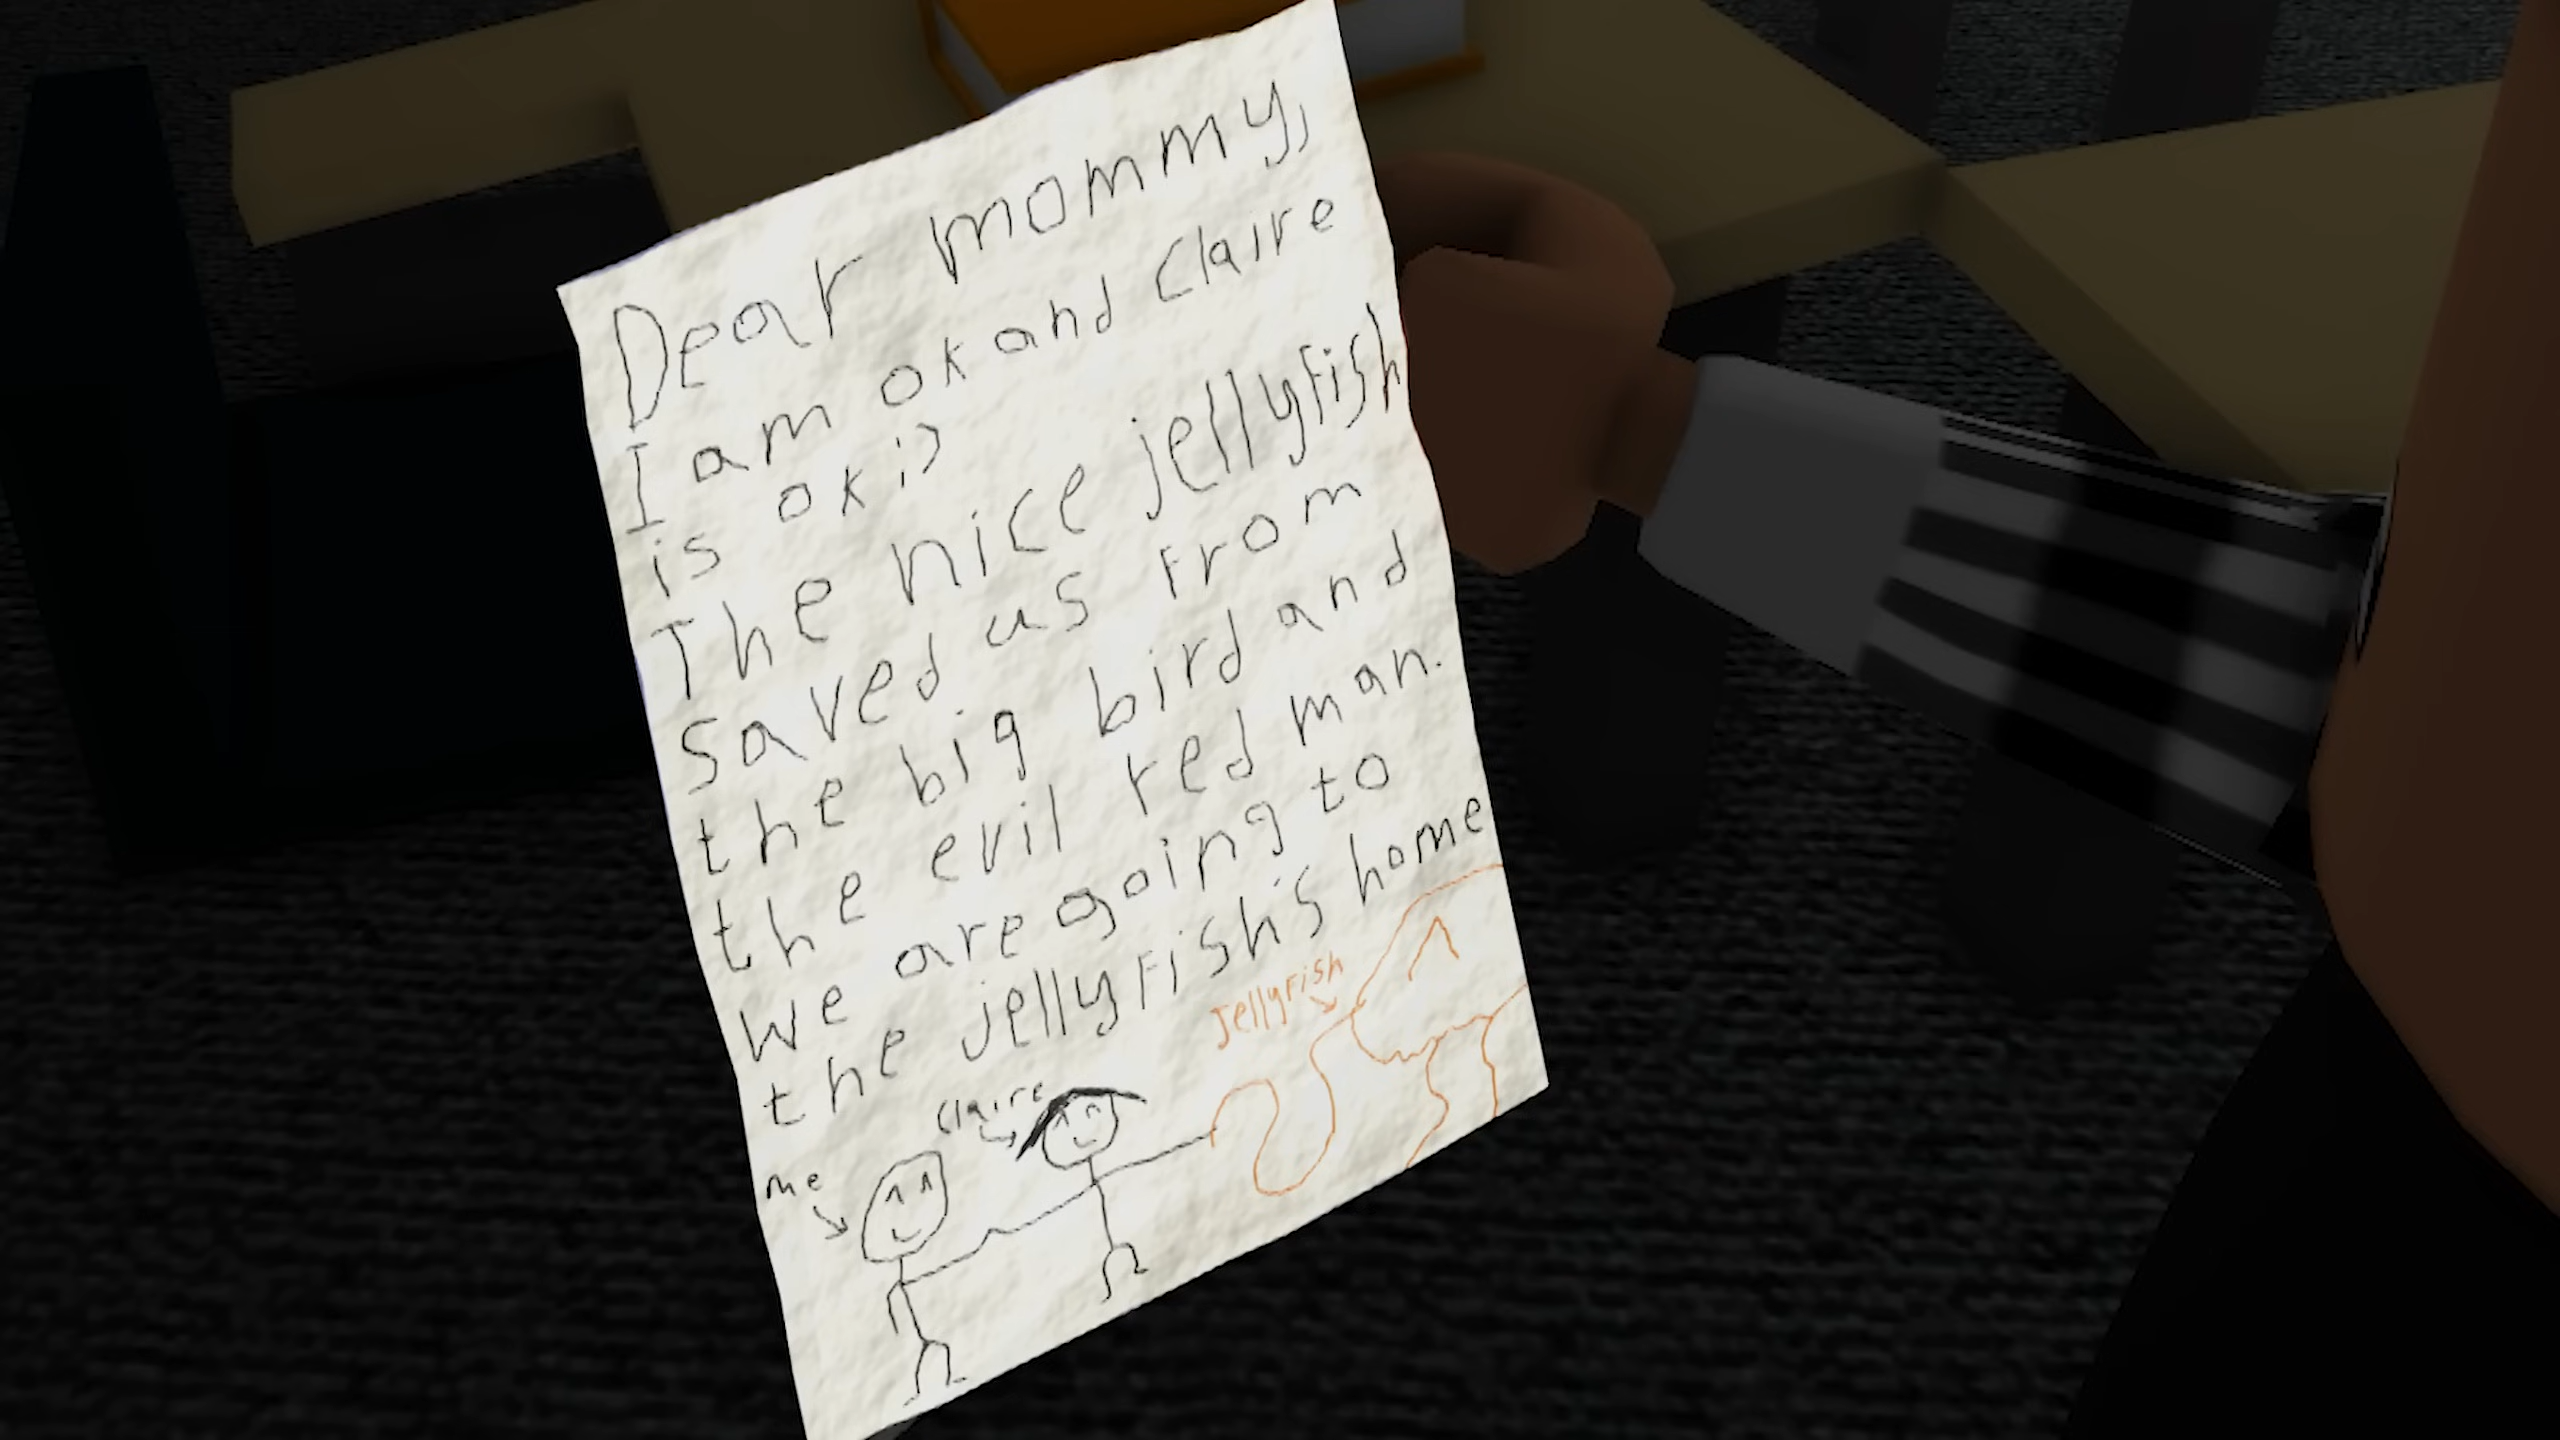 Dear mommy,
I am ok and Claire
is ok :)
The nice jellyfish
saved us from
the big bird and
the evil red man.
We are going to
the jellyfish's home
Jellyfish
Claire
me